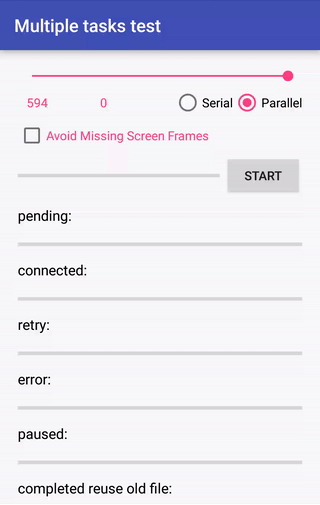 Multiple tasks test
594 0 Serial Parallel
Avoid Missing Screen Frames
START
pending:
connected:
retry:
error:
paused:
completed reuse old file: